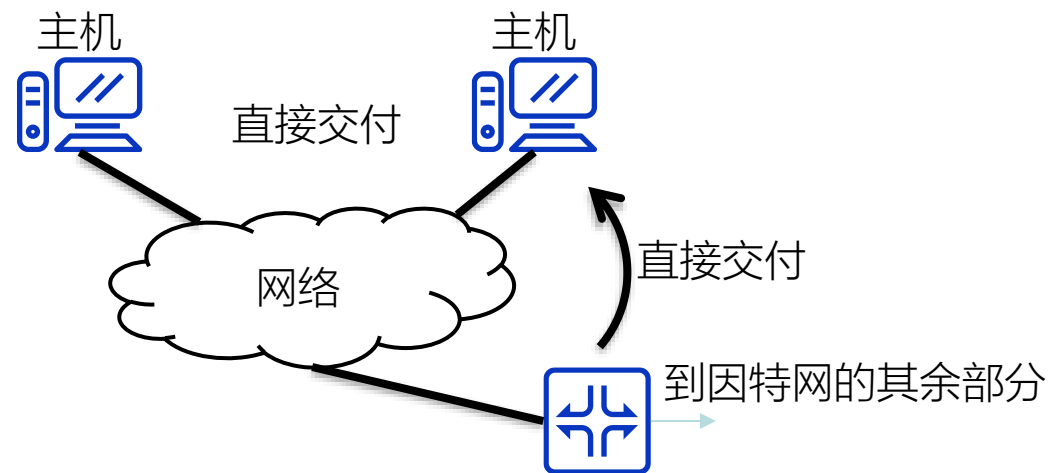 主机
主机
直接交付
网络
直接交付
到因特网的其余部分